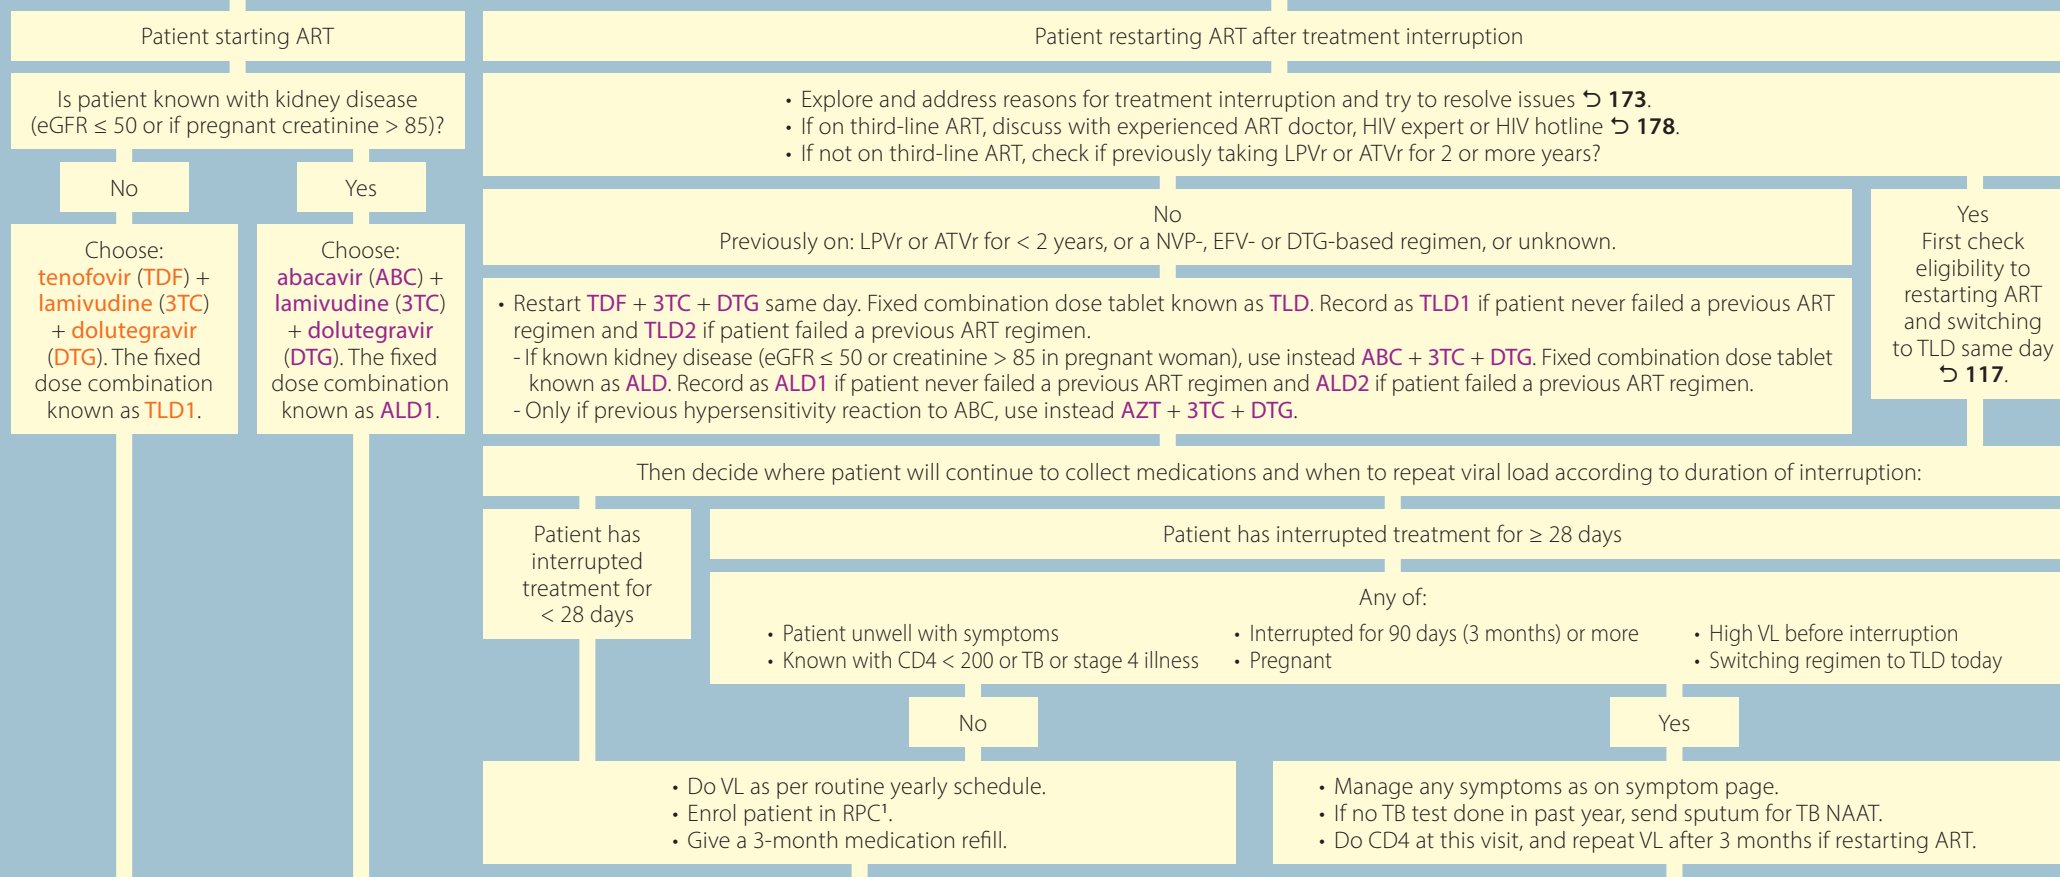 Patient starting ART
Is patient known with kidney disease
(eGFR ≤ 50 or if pregnant creatinine > 85)?
No
Yes
Choose:
tenofovir (TDF) +
lamivudine (3TC)
+ dolutegravir
(DTG). The fixed
dose combination
known as TLD1.
Choose:
abacavir (ABC) +
lamivudine (3TC)
+ dolutegravir
(DTG). The fixed
dose combination
known as ALD1.
Patient restarting ART after treatment interruption
• Explore and address reasons for treatment interruption and try to resolve issues ⮌ 173.
• If on third-line ART, discuss with experienced ART doctor, HIV expert or HIV hotline ⮌ 178.
• If not on third-line ART, check if previously taking LPVr or ATVr for 2 or more years?
No
Previously on: LPVr or ATVr for < 2 years, or a NVP-, EFV- or DTG-based regimen, or unknown.
• Restart TDF + 3TC + DTG same day. Fixed combination dose tablet known as TLD. Record as TLD1 if patient never failed a previous ART
regimen and TLD2 if patient failed a previous ART regimen.
- If known kidney disease (eGFR ≤ 50 or creatinine > 85 in pregnant woman), use instead ABC + 3TC + DTG. Fixed combination dose tablet
known as ALD. Record as ALD1 if patient never failed a previous ART regimen and ALD2 if patient failed a previous ART regimen.
- Only if previous hypersensitivity reaction to ABC, use instead AZT + 3TC + DTG.
Yes
First check
eligibility to
restarting ART
and switching
to TLD same day
⮌ 117.
Then decide where patient will continue to collect medications and when to repeat viral load according to duration of interruption:
Patient has
interrupted
treatment for
< 28 days
Patient has interrupted treatment for ≥ 28 days
Any of:
• Patient unwell with symptoms
• Known with CD4 < 200 or TB or stage 4 illness
• Interrupted for 90 days (3 months) or more
• Pregnant
• High VL before interruption
• Switching regimen to TLD today
No
Yes
• Do VL as per routine yearly schedule.
• Enrol patient in RPC¹.
• Give a 3-month medication refill.
• Manage any symptoms as on symptom page.
• If no TB test done in past year, send sputum for TB NAAT.
• Do CD4 at this visit, and repeat VL after 3 months if restarting ART.